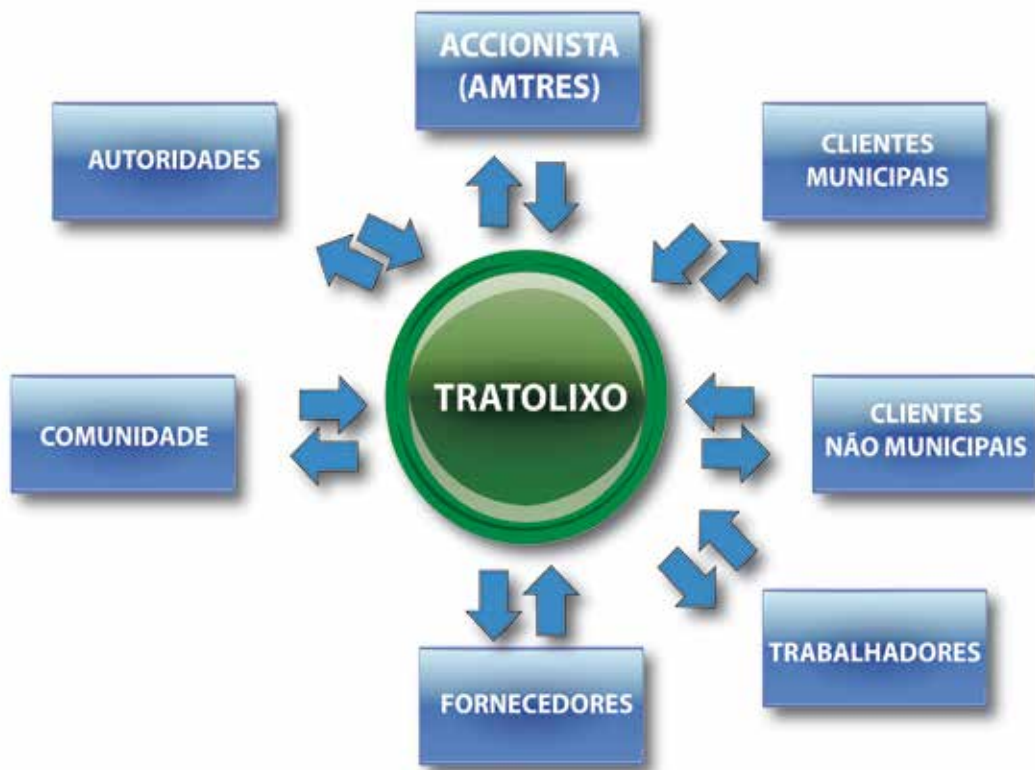 ACCIONISTA
(AMTRES)
AUTORIDADES
CLIENTES
MUNICIPAIS
TRATOLIXO
COMUNIDADE
CLIENTES
NÃO MUNICIPAIS
TRABALHADORES
FORNECEDORES